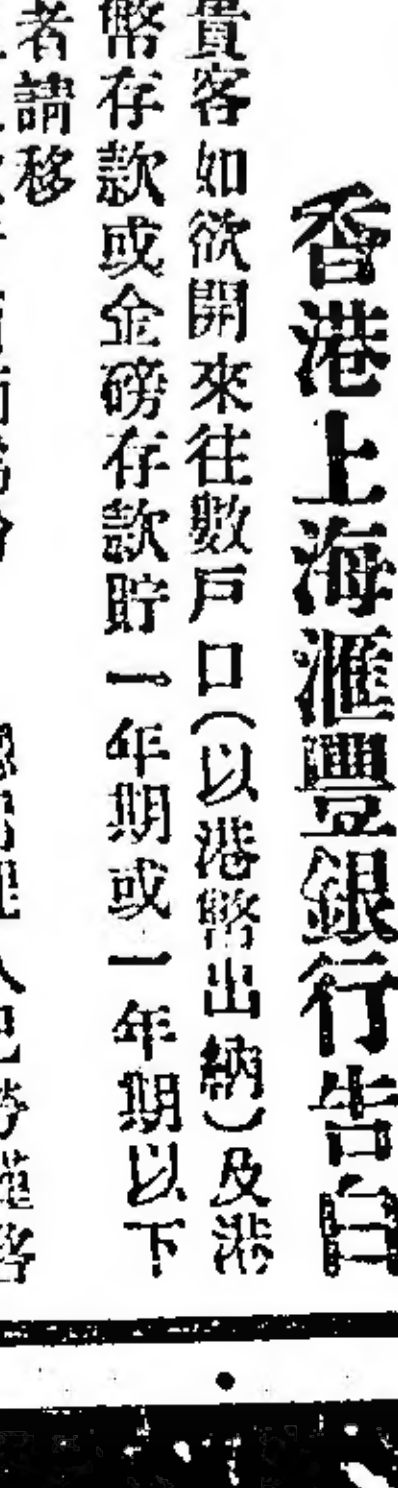 香港上海滙豐銀行告白
貴客如欲開來往數戶口(以港幣出納)及港
幣存款或金磅存款貯一年期或一年期以下
者請移